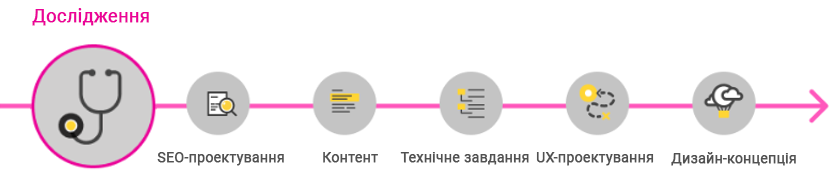 Дослідження
SEO-проектування
Контент
Технічне завдання
UX-проектування
Дизайн-концепція